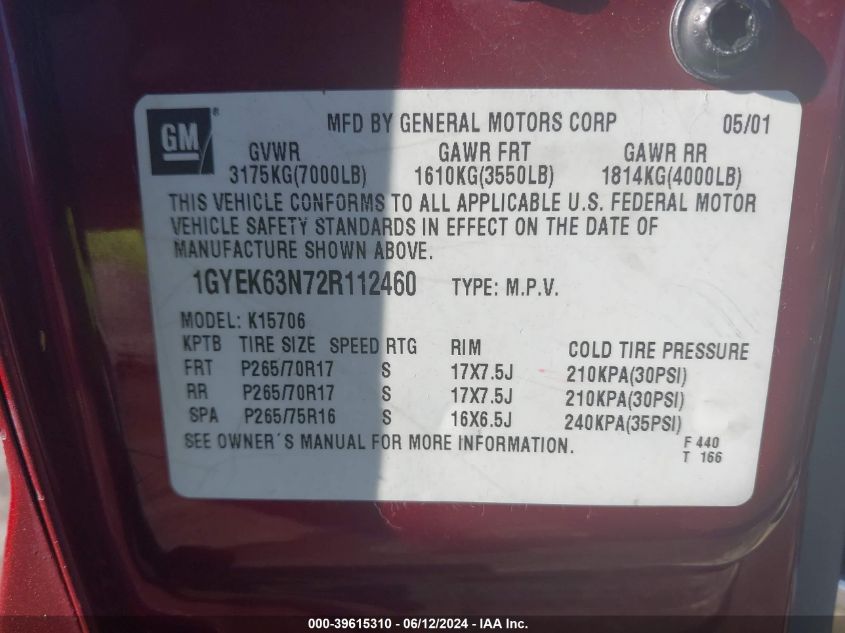 GM ®
MFD BY GENERAL MOTORS CORP 05/01
GVWR GAWR FRT GAWR RR
3175KG(7000LB) 1610KG(3550LB) 1814KG(4000LB)
THIS VEHICLE CONFORMS TO ALL APPLICABLE U.S. FEDERAL MOTOR
VEHICLE SAFETY STANDARDS IN EFFECT ON THE DATE OF
MANUFACTURE SHOWN ABOVE.
1GYEK63N72R112460 TYPE: M.P.V.
MODEL: K15706
KPTB TIRE SIZE SPEED RTG RIM COLD TIRE PRESSURE
FRT P265/70R17 S 17X7.5J 210KPA(30PSI)
RR P265/70R17 S 17X7.5J 210KPA(30PSI)
SPA P265/75R16 S 16X6.5J 240KPA(35PSI)
SEE OWNER'S MANUAL FOR MORE INFORMATION.
F 440
T 166
000-39615310 - 06/12/2024 - IAA Inc.